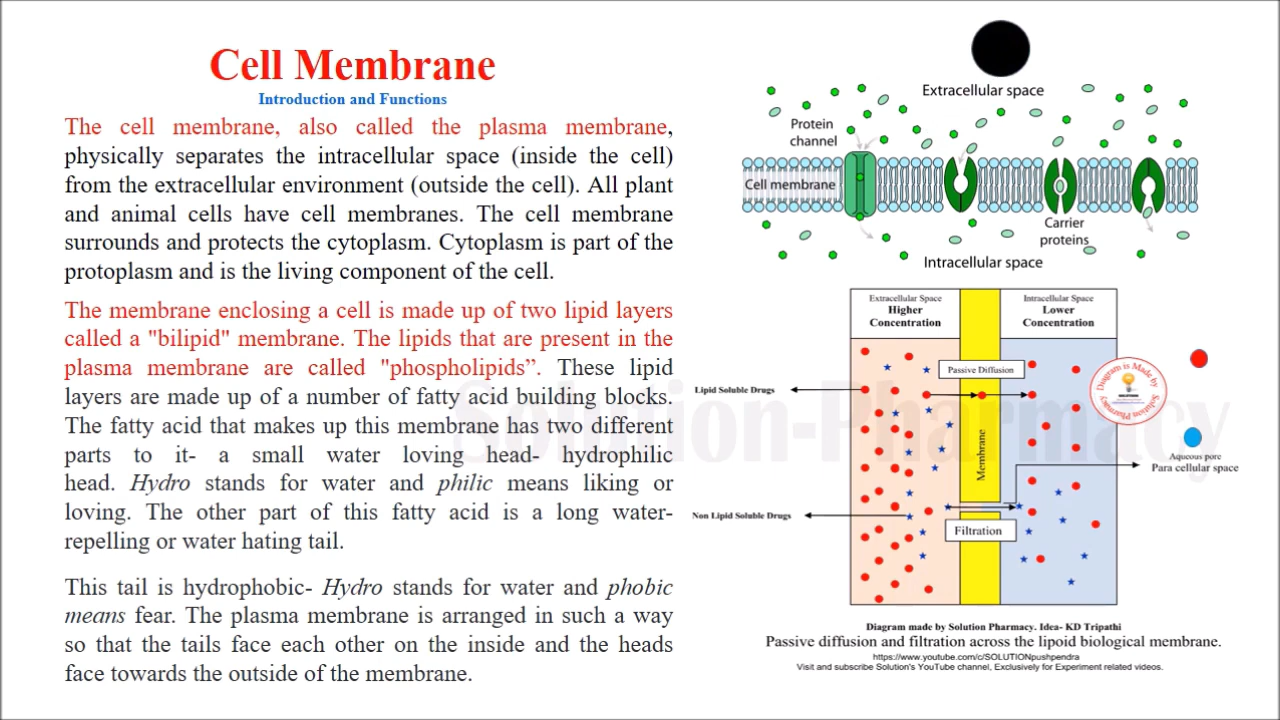 Cell Membrane
Introduction and Functions
The cell membrane, also called the plasma membrane,
physically separates the intracellular space (inside the cell)
from the extracellular environment (outside the cell). All plant
and animal cells have cell membranes. The cell membrane
surrounds and protects the cytoplasm. Cytoplasm is part of the
protoplasm and is the living component of the cell.
The membrane enclosing a cell is made up of two lipid layers
called a "bilipid" membrane. The lipids that are present in the
plasma membrane are called "phospholipids”. These lipid
layers are made up of a number of fatty acid building blocks.
The fatty acid that makes up this membrane has two different
parts to it- a small water loving head- hydrophilic
head. Hydro stands for water and philic means liking or
loving. The other part of this fatty acid is a long water-
repelling or water hating tail.
This tail is hydrophobic- Hydro stands for water and phobic
means fear. The plasma membrane is arranged in such a way
so that the tails face each other on the inside and the heads
face towards the outside of the membrane.
Extracellular space
Protein
channel
Cell membrane
Carrier
proteins
Intracellular space
Extracellular Space
Higher
Concentration
Intracellular Space
Lower
Concentration
Passive Diffusion
Lipid Soluble Drugs
Membrane
Diagram is Made by
Solution Pharmacy
Aqueous pore
Para cellular space
Non Lipid Soluble Drugs
Filtration
Solution-Pharmacy
Diagram made by Solution Pharmacy. Idea- KD Tripathi
Passive diffusion and filtration across the lipoid biological membrane.
https://www.youtube.com/c/SOLUTIONpushpendra
Visit and subscribe Solution's YouTube channel, Exclusively for Experiment related videos.